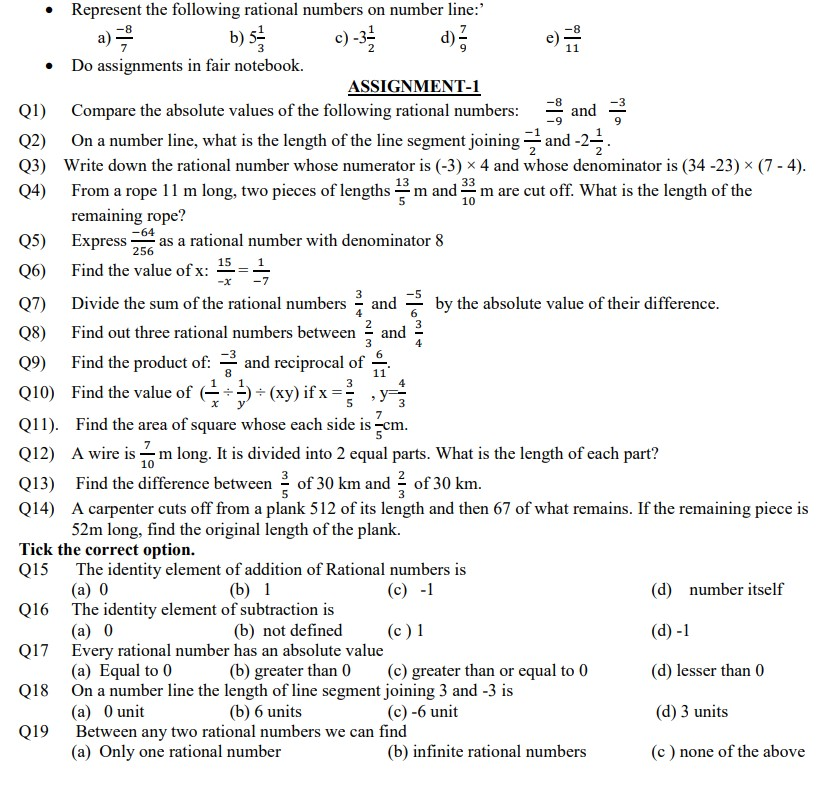 • Represent the following rational numbers on number line:’
a) -8/7 b) 5 1/3 c) -3 1/2 d) 7/9 e) -8/11
• Do assignments in fair notebook.
ASSIGNMENT-1
Q1) Compare the absolute values of the following rational numbers: -8/-9 and -3/9
Q2) On a number line, what is the length of the line segment joining -1/2 and -2 1/2 .
Q3) Write down the rational number whose numerator is (-3) × 4 and whose denominator is (34 -23) × (7 - 4).
Q4) From a rope 11 m long, two pieces of lengths 13/5 m and 33/10 m are cut off. What is the length of the
remaining rope?
Q5) Express -64/256 as a rational number with denominator 8
Q6) Find the value of x: 15/-x = 1/-7
Q7) Divide the sum of the rational numbers 3/4 and -5/6 by the absolute value of their difference.
Q8) Find out three rational numbers between 2/3 and 3/4
Q9) Find the product of: -3/8 and reciprocal of 6/11.
Q10) Find the value of (1/x ÷ 1/y) ÷ (xy) if x = 3/5 , y=4/3
Q11). Find the area of square whose each side is 7/5cm.
Q12) A wire is 7/10 m long. It is divided into 2 equal parts. What is the length of each part?
Q13) Find the difference between 3/5 of 30 km and 2/3 of 30 km.
Q14) A carpenter cuts off from a plank 512 of its length and then 67 of what remains. If the remaining piece is
52m long, find the original length of the plank.
Tick the correct option.
Q15 The identity element of addition of Rational numbers is
(a) 0 (b) 1 (c) -1 (d) number itself
Q16 The identity element of subtraction is
(a) 0 (b) not defined (c ) 1 (d) -1
Q17 Every rational number has an absolute value
(a) Equal to 0 (b) greater than 0 (c) greater than or equal to 0 (d) lesser than 0
Q18 On a number line the length of line segment joining 3 and -3 is
(a) 0 unit (b) 6 units (c) -6 unit (d) 3 units
Q19 Between any two rational numbers we can find
(a) Only one rational number (b) infinite rational numbers (c ) none of the above